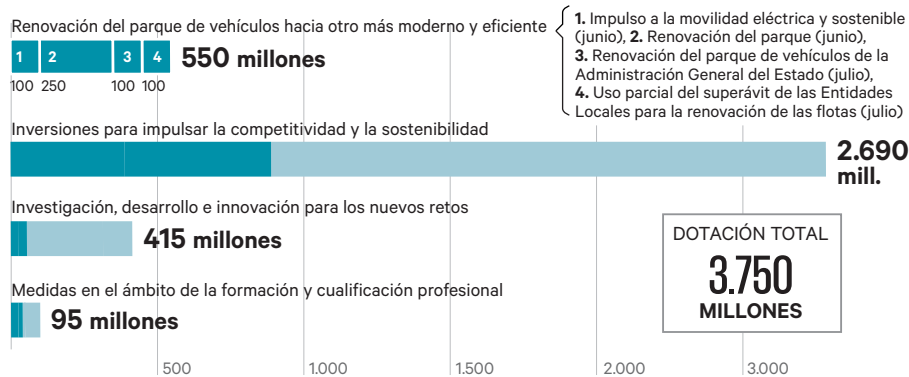 Renovación del parque de vehículos hacia otro más moderno y eficiente
1 2 3 4 550 millones
100 250 100 100
1. Impulso a la movilidad eléctrica y sostenible
(junio), 2. Renovación del parque (junio),
3. Renovación del parque de vehículos de la
Administración General del Estado (julio),
4. Uso parcial del superávit de las Entidades
Locales para la renovación de las flotas (julio)
Inversiones para impulsar la competitividad y la sostenibilidad
2.690
mill.
Investigación, desarrollo e innovación para los nuevos retos
415 millones
Medidas en el ámbito de la formación y cualificación profesional
95 millones
DOTACIÓN TOTAL
3.750
MILLONES
500 1.000 1.500 2.000 3.000